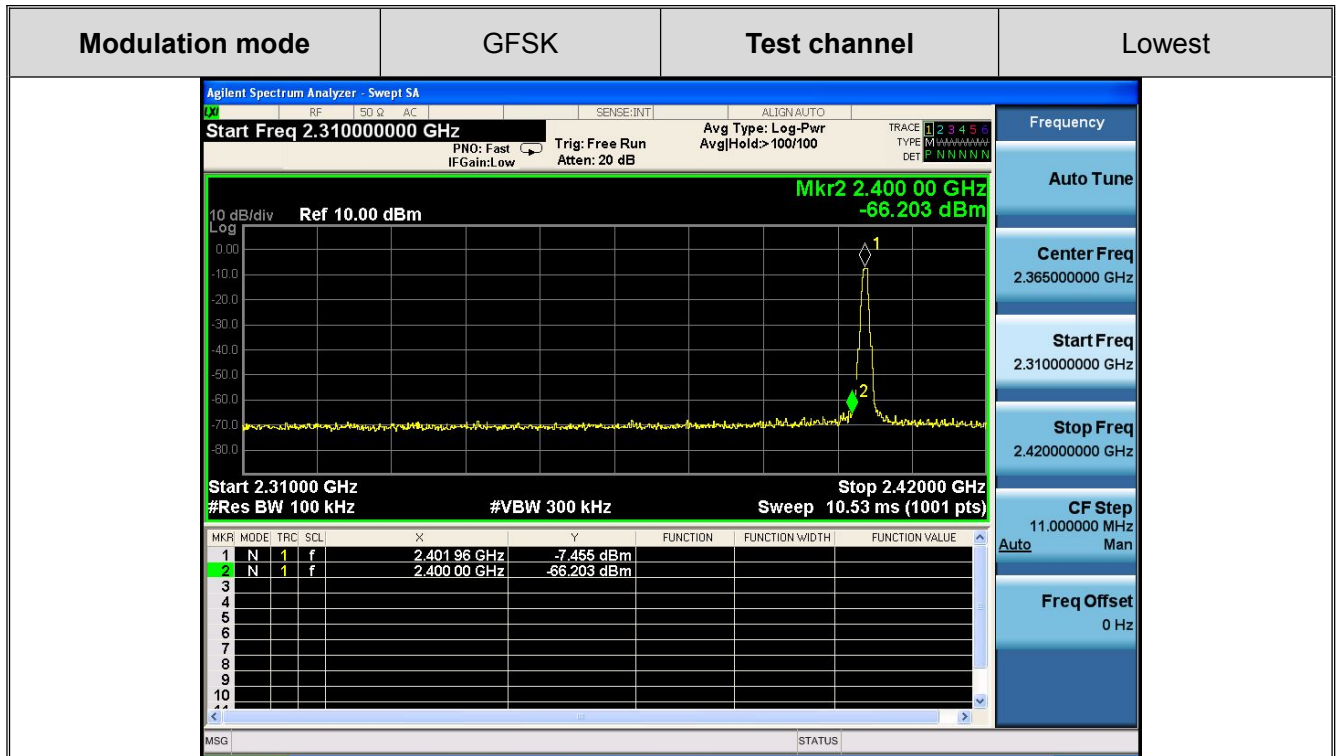 Modulation mode GFSK Test channel Lowest
Agilent Spectrum Analyzer - Swept SA
LXI RF 50 Ω AC SENSE:INT ALIGN AUTO
Start Freq 2.310000000 GHz
PNO: Fast
IFGain:Low
Trig: Free Run
Atten: 20 dB
Avg Type: Log-Pwr
Avg|Hold:>100/100
TRACE 1 2 3 4 5 6
TYPE M WWWWW
DET P N N N N N
Mkr2 2.400 00 GHz
-66.203 dBm
10 dB/div Ref 10.00 dBm
Log
0.00
-10.0
-20.0
-30.0
-40.0
-50.0
-60.0
-70.0
-80.0
1
2
Start 2.31000 GHz Stop 2.42000 GHz
#Res BW 100 kHz #VBW 300 kHz Sweep 10.53 ms (1001 pts)
MKR MODE TRC SCL X Y FUNCTION FUNCTION WIDTH FUNCTION VALUE
1 N 1 f 2.401 96 GHz -7.455 dBm
2 N 1 f 2.400 00 GHz -66.203 dBm
3
4
5
6
7
8
9
10
MSG STATUS
Frequency
Auto Tune
Center Freq
2.365000000 GHz
Start Freq
2.310000000 GHz
Stop Freq
2.420000000 GHz
CF Step
11.000000 MHz
Auto Man
Freq Offset
0 Hz